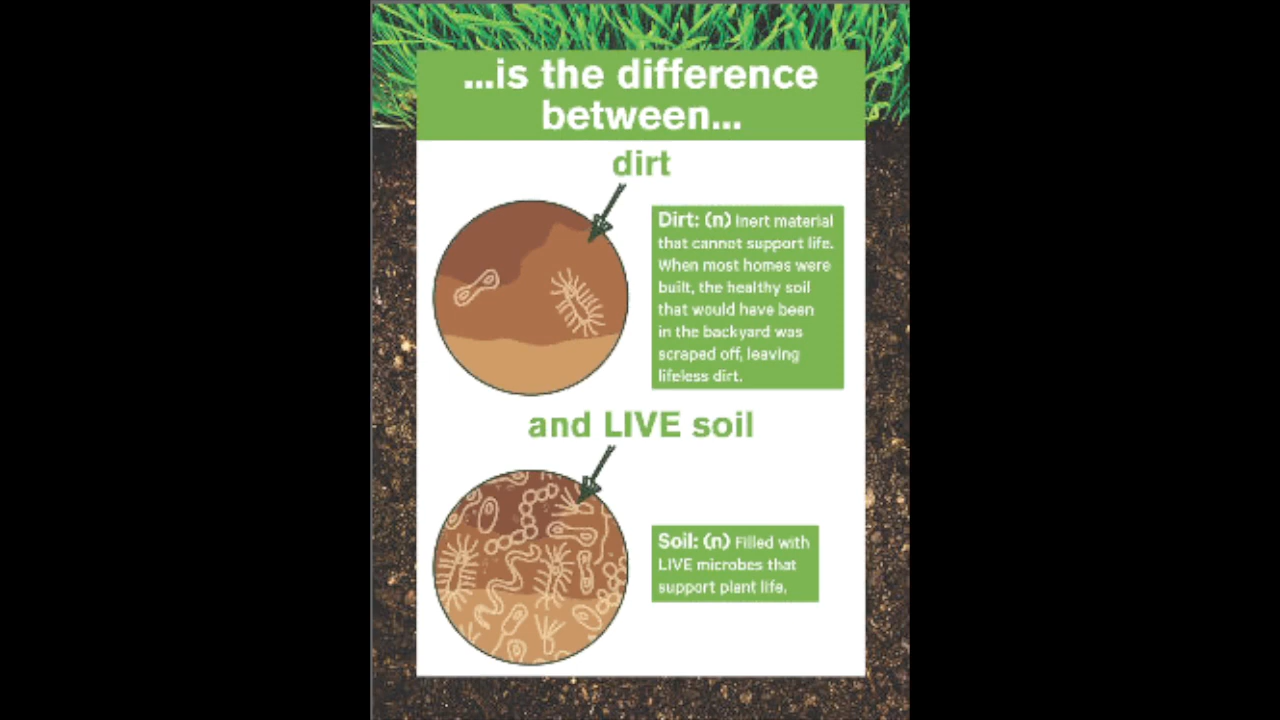 ...is the difference
between...
dirt
Dirt: (n) Inert material
that cannot support life.
When most homes were
built, the healthy soil
that would have been
in the backyard was
scraped off, leaving
lifeless dirt.
and LIVE soil
Soil: (n) Filled with
LIVE microbes that
support plant life.